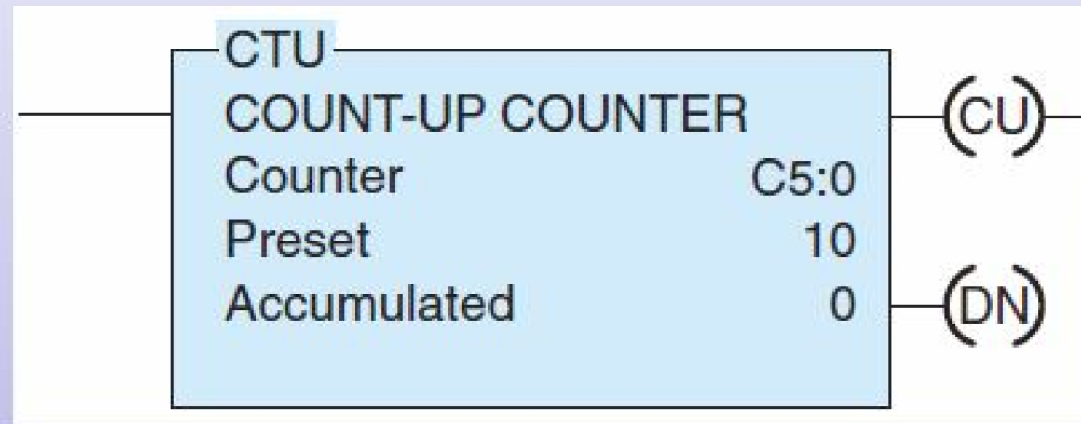 CTU
COUNT-UP COUNTER (CU)
Counter C5:0
Preset 10
Accumulated 0 (DN)